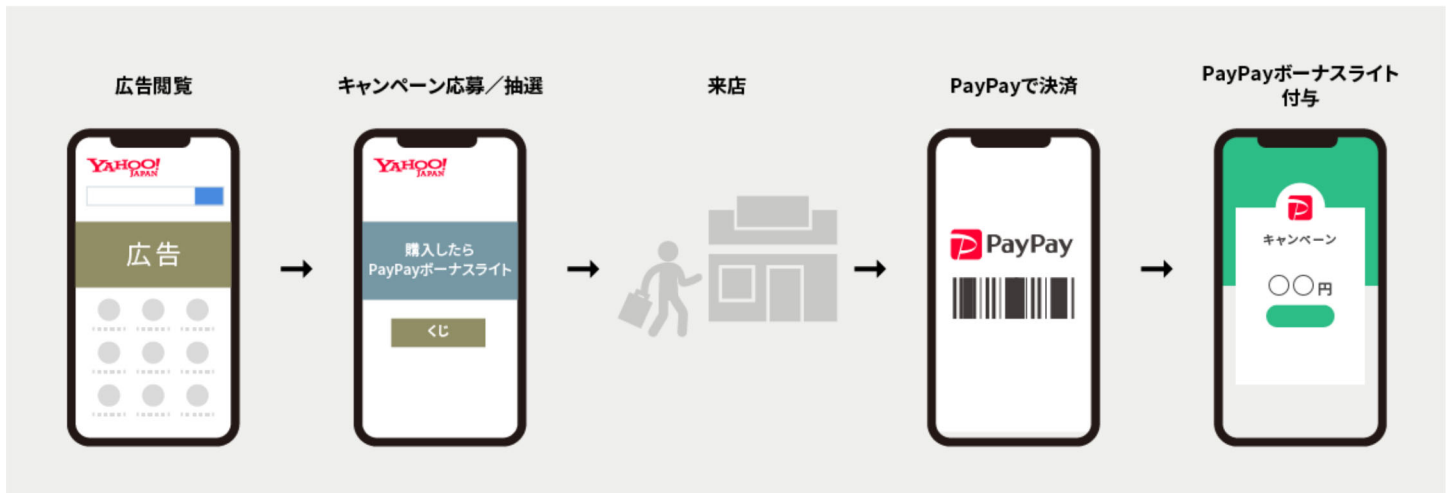 広告閲覧
キャンペーン応募／抽選
来店
PayPayで決済
PayPayボーナスライト
付与
YAHOO!
JAPAN
広告
YAHOO!
JAPAN
購入したら
PayPayボーナスライト
くじ
PayPay
キャンペーン
〇〇円